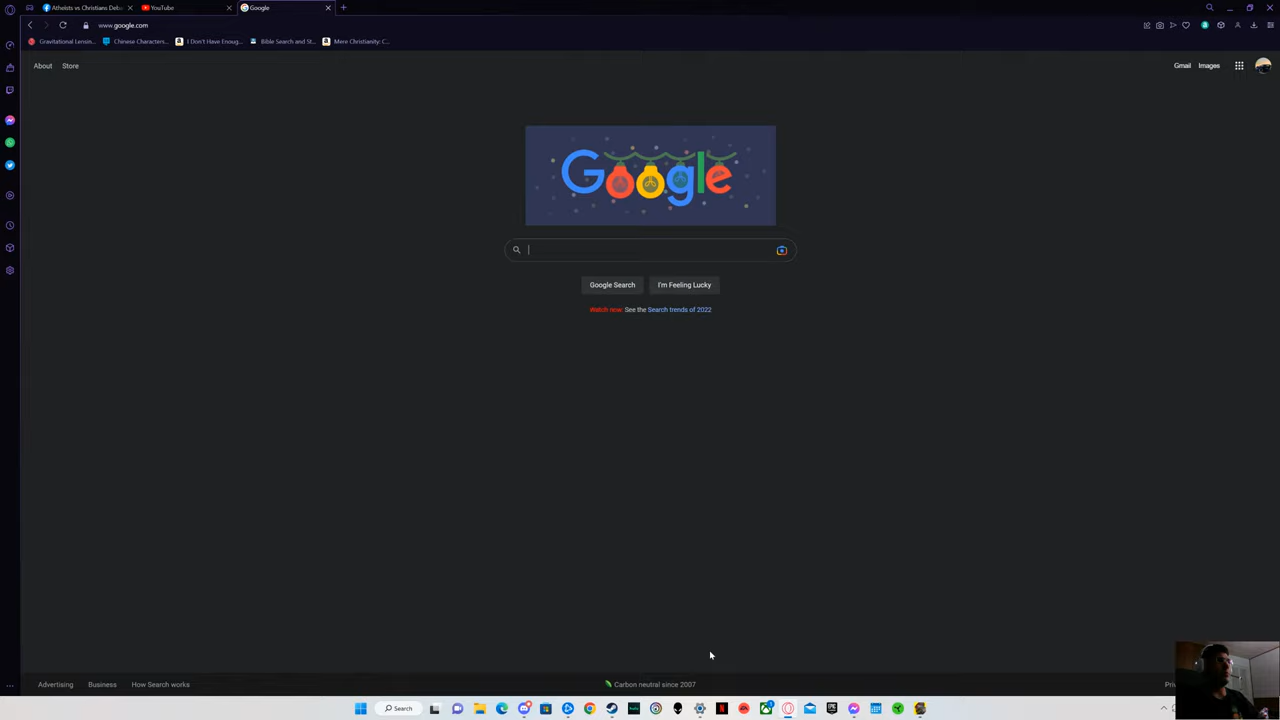 Atheists vs Christians Deba
YouTube
Google
www.google.com
Gravitational Lensin...
Chinese Characters...
I Don't Have Enoug...
Bible Search and St...
Mere Christianity: C...
About
Store
Gmail
Images
Google
Google Search
I'm Feeling Lucky
Watch now: See the Search trends of 2022
Advertising
Business
How Search works
Carbon neutral since 2007
Search